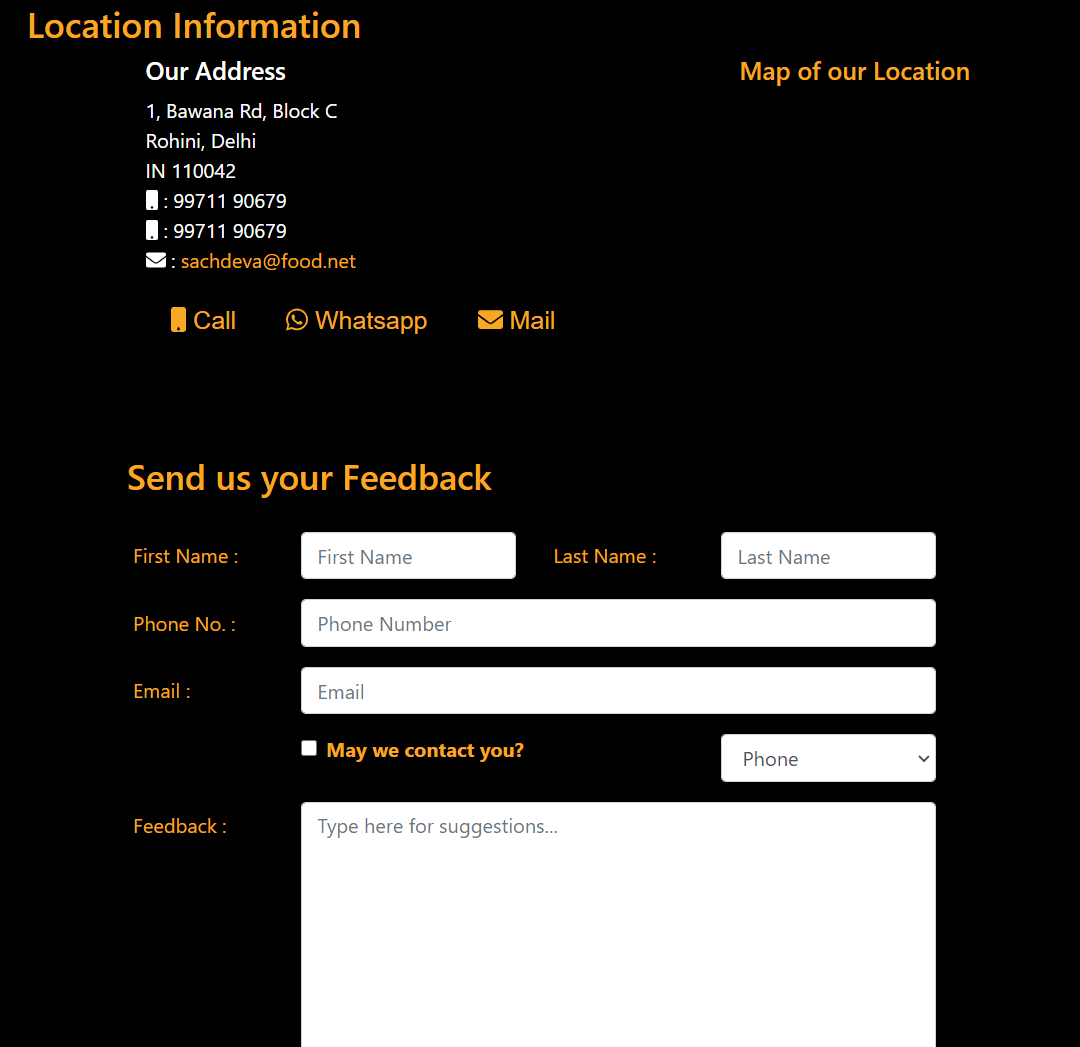 Location Information
Our Address
1, Bawana Rd, Block C
Rohini, Delhi
IN 110042
: 99711 90679
: 99711 90679
: sachdeva@food.net
Call Whatsapp Mail
Map of our Location
Send us your Feedback
First Name : First Name Last Name : Last Name
Phone No. : Phone Number
Email : Email
May we contact you? Phone
Feedback : Type here for suggestions...